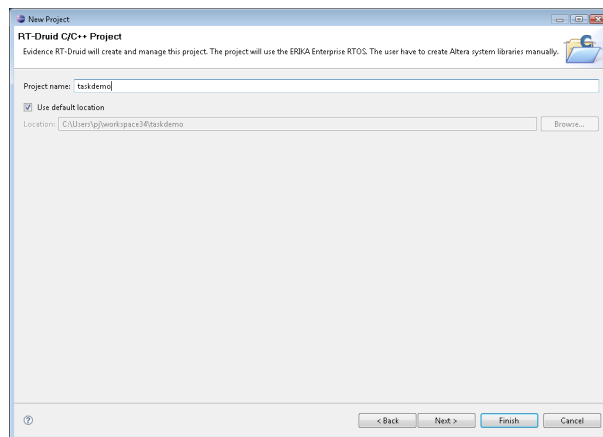 New Project
RT-Druid C/C++ Project
Evidence RT-Druid will create and manage this project. The project will use the ERIKA Enterprise RTOS. The user have to create Altera system libraries manually.
Project name: taskdemo
Use default location
Location: C:\Users\pj\workspace34\taskdemo Browse...
< Back Next > Finish Cancel